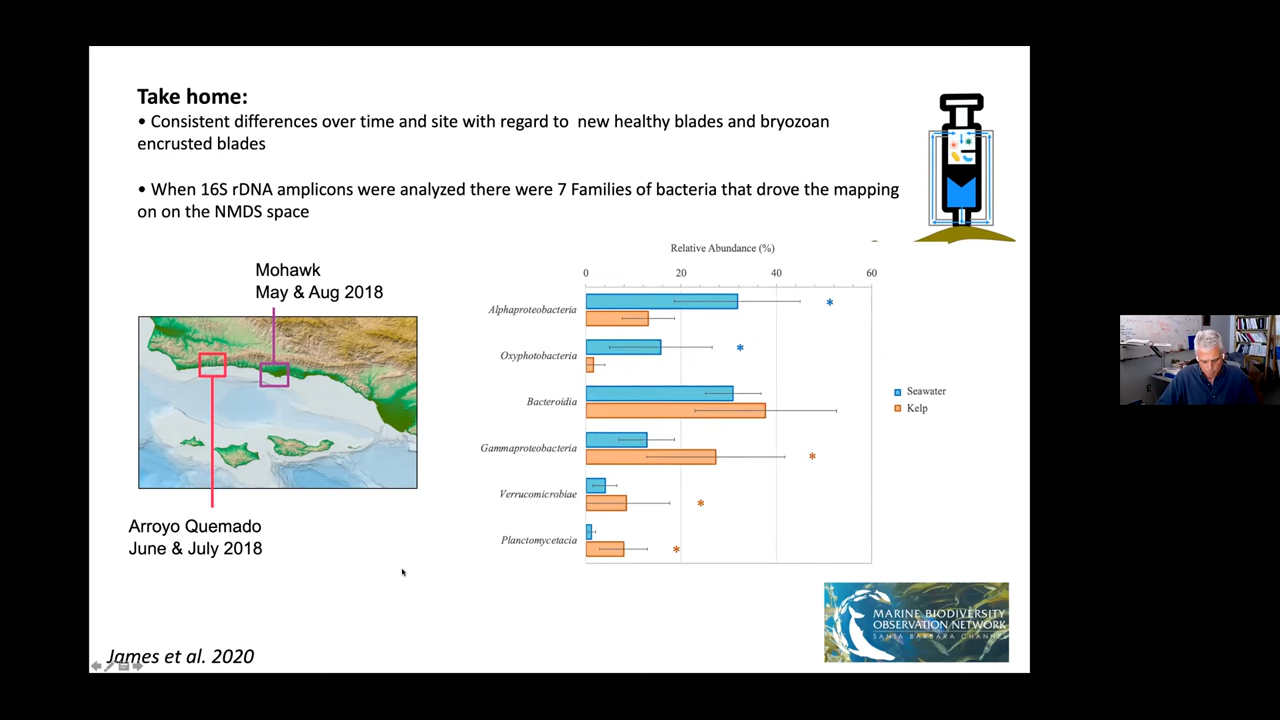 Take home:
• Consistent differences over time and site with regard to new healthy blades and bryozoan
encrusted blades
• When 16S rDNA amplicons were analyzed there were 7 Families of bacteria that drove the mapping
on on the NMDS space
Mohawk
May & Aug 2018
Arroyo Quemado
June & July 2018
Relative Abundance (%)
0 20 40 60
Alphaproteobacteria *
Oxyphotobacteria *
Bacteroidia
Gammaproteobacteria *
Verrucomicrobiae *
Planctomycetacia *
Seawater
Kelp
MARINE BIODIVERSITY
OBSERVATION NETWORK
SANTA BARBARA CHANNEL
James et al. 2020